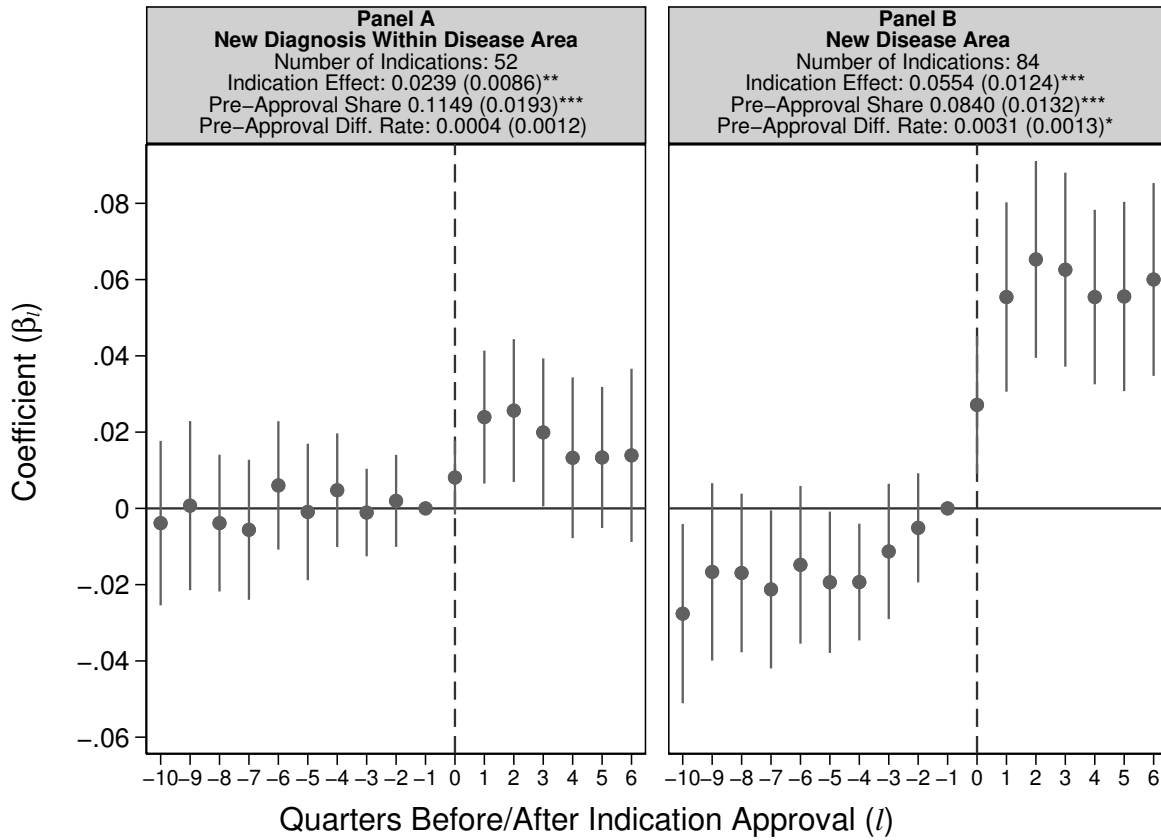 Panel A
New Diagnosis Within Disease Area
Number of Indications: 52
Indication Effect: 0.0239 (0.0086)**
Pre−Approval Share 0.1149 (0.0193)***
Pre−Approval Diff. Rate: 0.0004 (0.0012)
Panel B
New Disease Area
Number of Indications: 84
Indication Effect: 0.0554 (0.0124)***
Pre−Approval Share 0.0840 (0.0132)***
Pre−Approval Diff. Rate: 0.0031 (0.0013)*
Coefficient (βl)
.08
.06
.04
.02
0
−.02
−.04
−.06
−10 −9 −8 −7 −6 −5 −4 −3 −2 −1 0 1 2 3 4 5 6
−10 −9 −8 −7 −6 −5 −4 −3 −2 −1 0 1 2 3 4 5 6
Quarters Before/After Indication Approval (l)